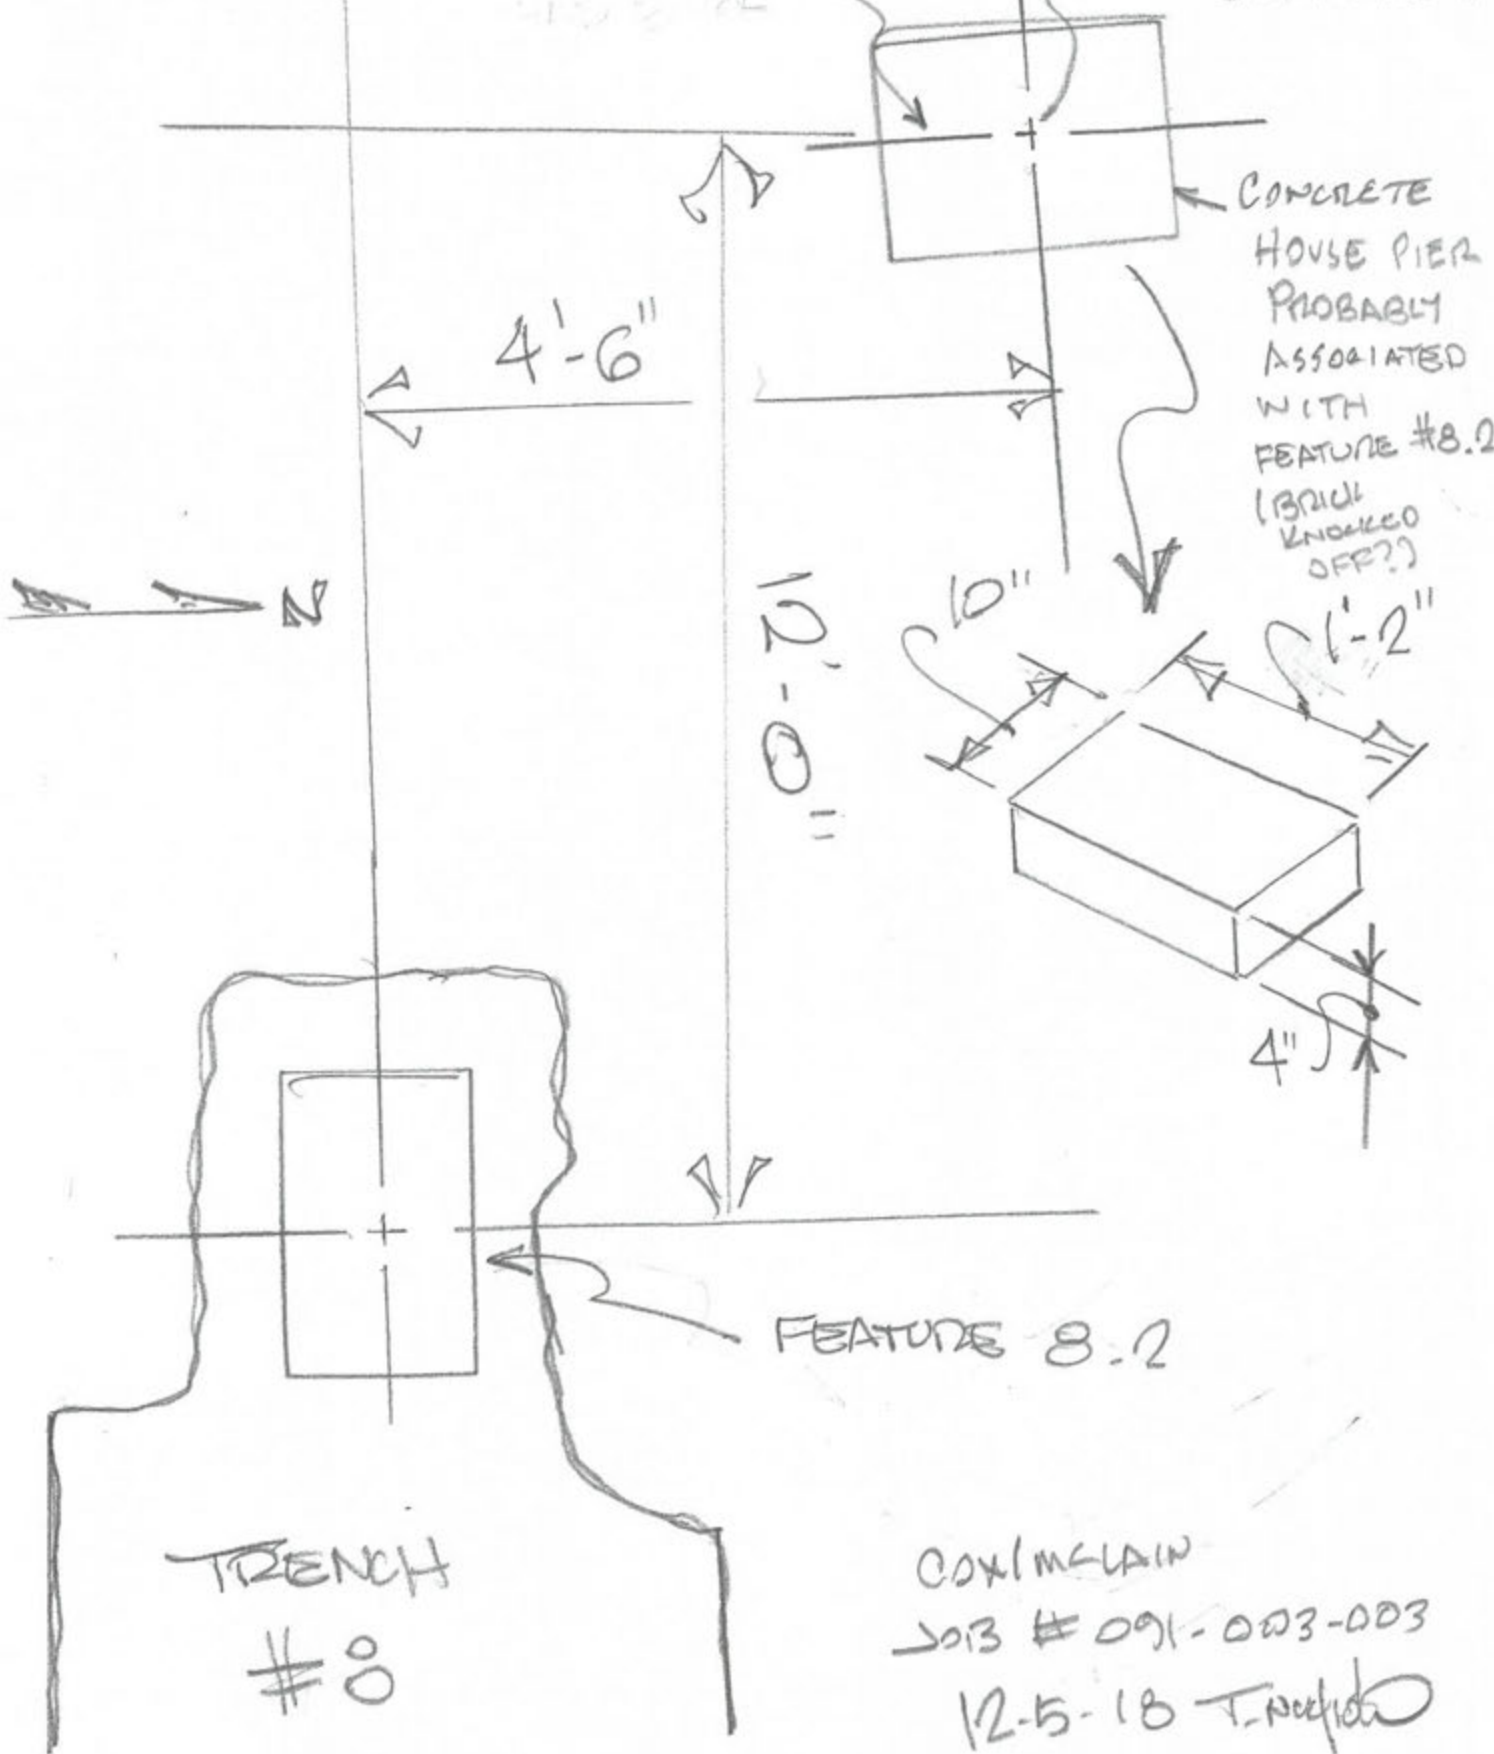 4'-6"
CONCRETE
HOUSE PIER
PROBABLY
ASSOCIATED
WITH
FEATURE #8.2
(BRICK
KNOCKED
OFF??)
N
12'-0"
10"
1'-2"
4"
FEATURE 8.2
TRENCH
#8
COX/McLAIN
JOB # 091-003-003
12-5-18 T.